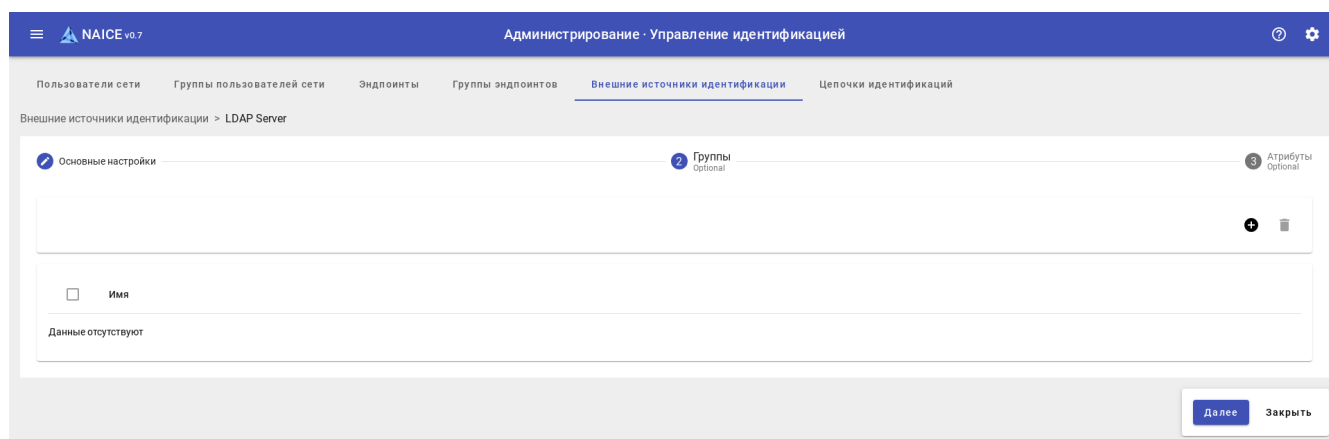 NAICE v0.7
Администрирование · Управление идентификацией
Пользователи сети Группы пользователей сети Эндпоинты Группы эндпоинтов Внешние источники идентификации Цепочки идентификаций
Внешние источники идентификации > LDAP Server
Основные настройки
2 Группы
Optional
3 Атрибуты
Optional
Имя
Данные отсутствуют
Далее Закрыть